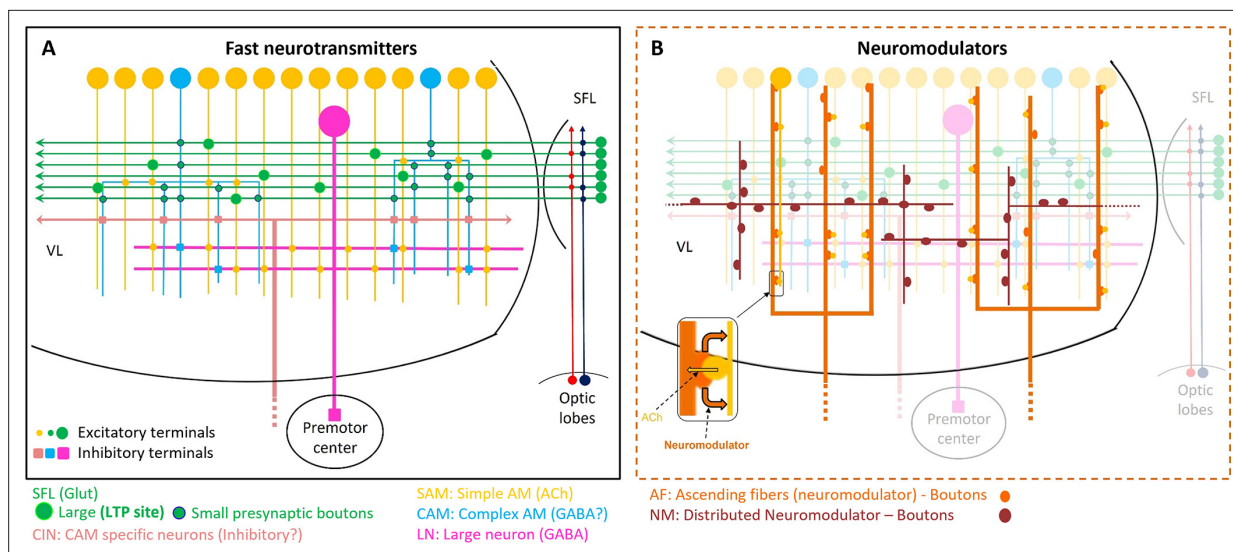 A
Fast neurotransmitters
SFL
VL
Optic
lobes
Premotor
center
Excitatory terminals
Inhibitory terminals
B
Neuromodulators
SFL
VL
ACh
Neuromodulator
Premotor
center
Optic
lobes
SFL (Glut)
Large (LTP site) Small presynaptic boutons
CIN: CAM specific neurons (Inhibitory?)
SAM: Simple AM (ACh)
CAM: Complex AM (GABA?)
LN: Large neuron (GABA)
AF: Ascending fibers (neuromodulator) - Boutons
NM: Distributed Neuromodulator – Boutons